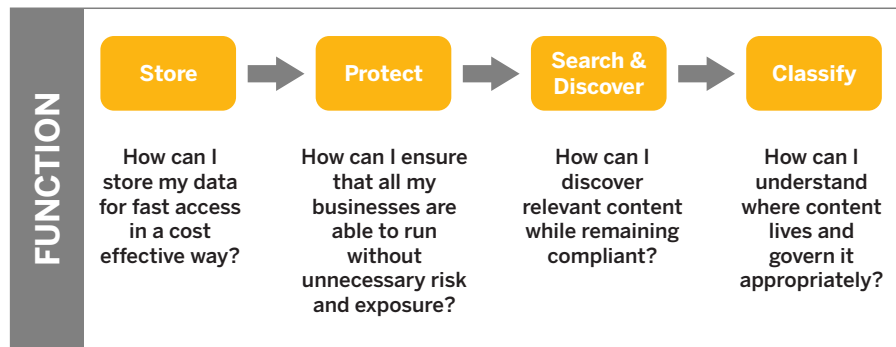 FUNCTION
Store
Protect
Search &
Discover
Classify
How can I
store my data
for fast access
in a cost
effective way?
How can I ensure
that all my
businesses are
able to run
without
unnecessary risk
and exposure?
How can I
discover
relevant content
while remaining
compliant?
How can I
understand
where content
lives and
govern it
appropriately?